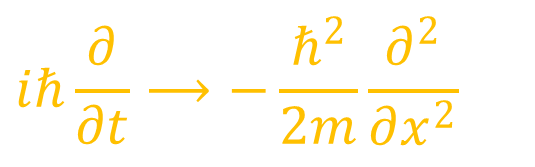 iħ ∂/∂t → − ħ²/2m ∂²/∂x²